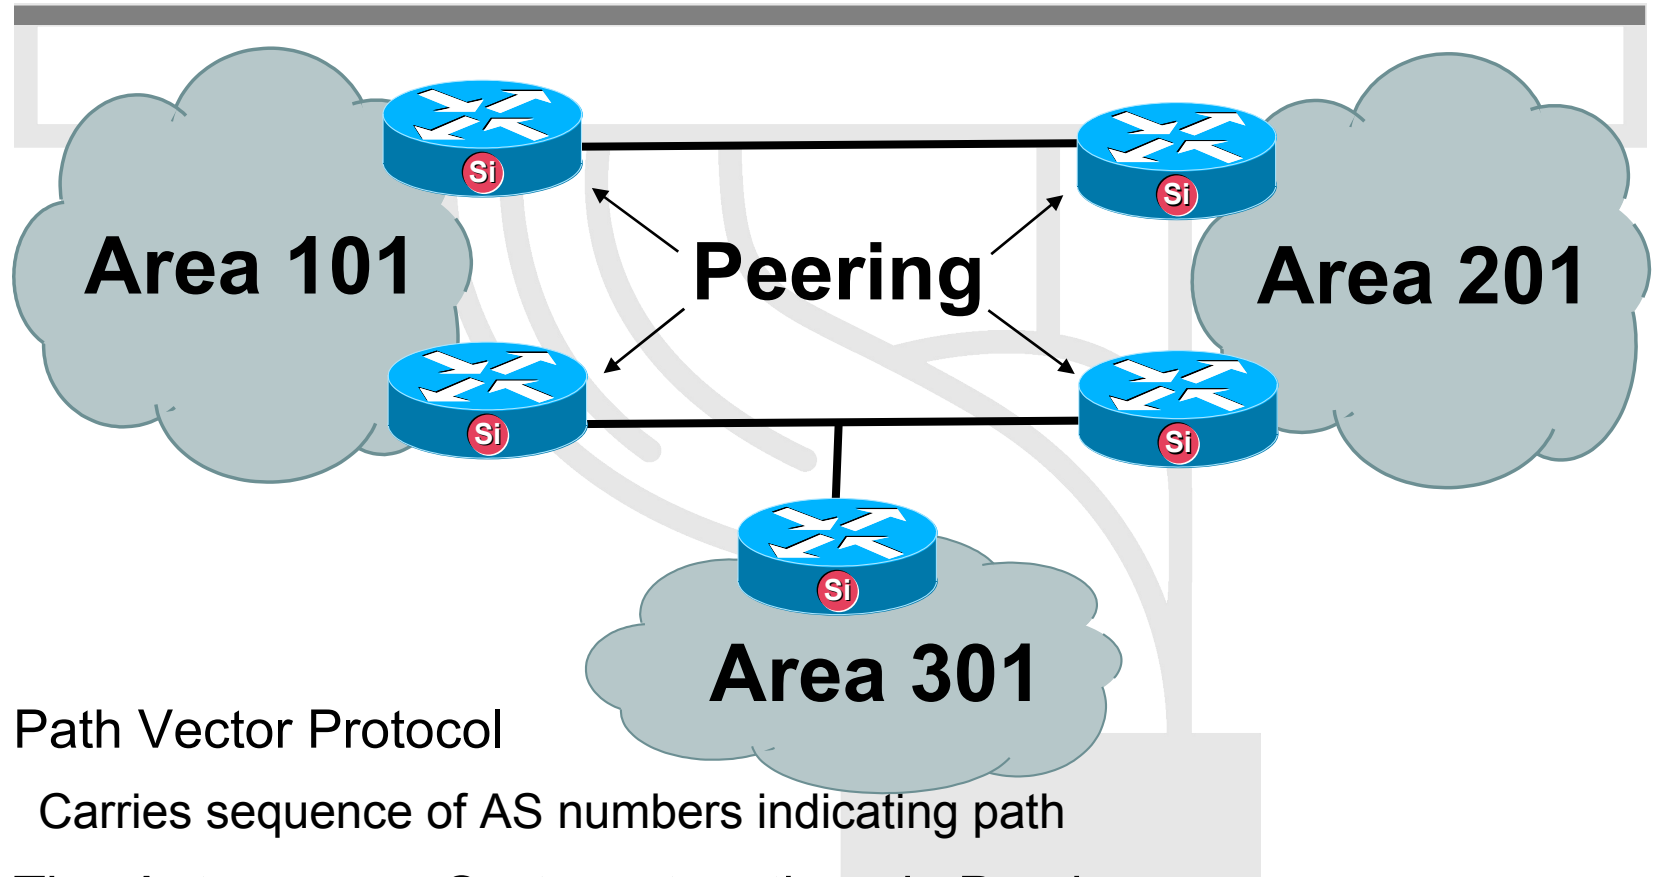 Si
Si
Area 101
Peering
Area 201
Si
Si
Si
Area 301
Path Vector Protocol
Carries sequence of AS numbers indicating path